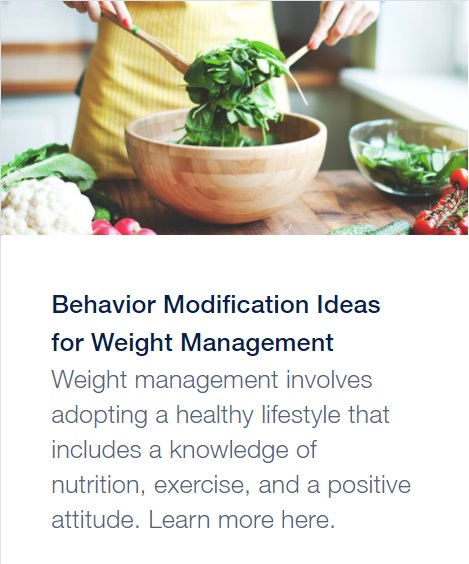 Behavior Modification Ideas
for Weight Management
Weight management involves
adopting a healthy lifestyle that
includes a knowledge of
nutrition, exercise, and a positive
attitude. Learn more here.